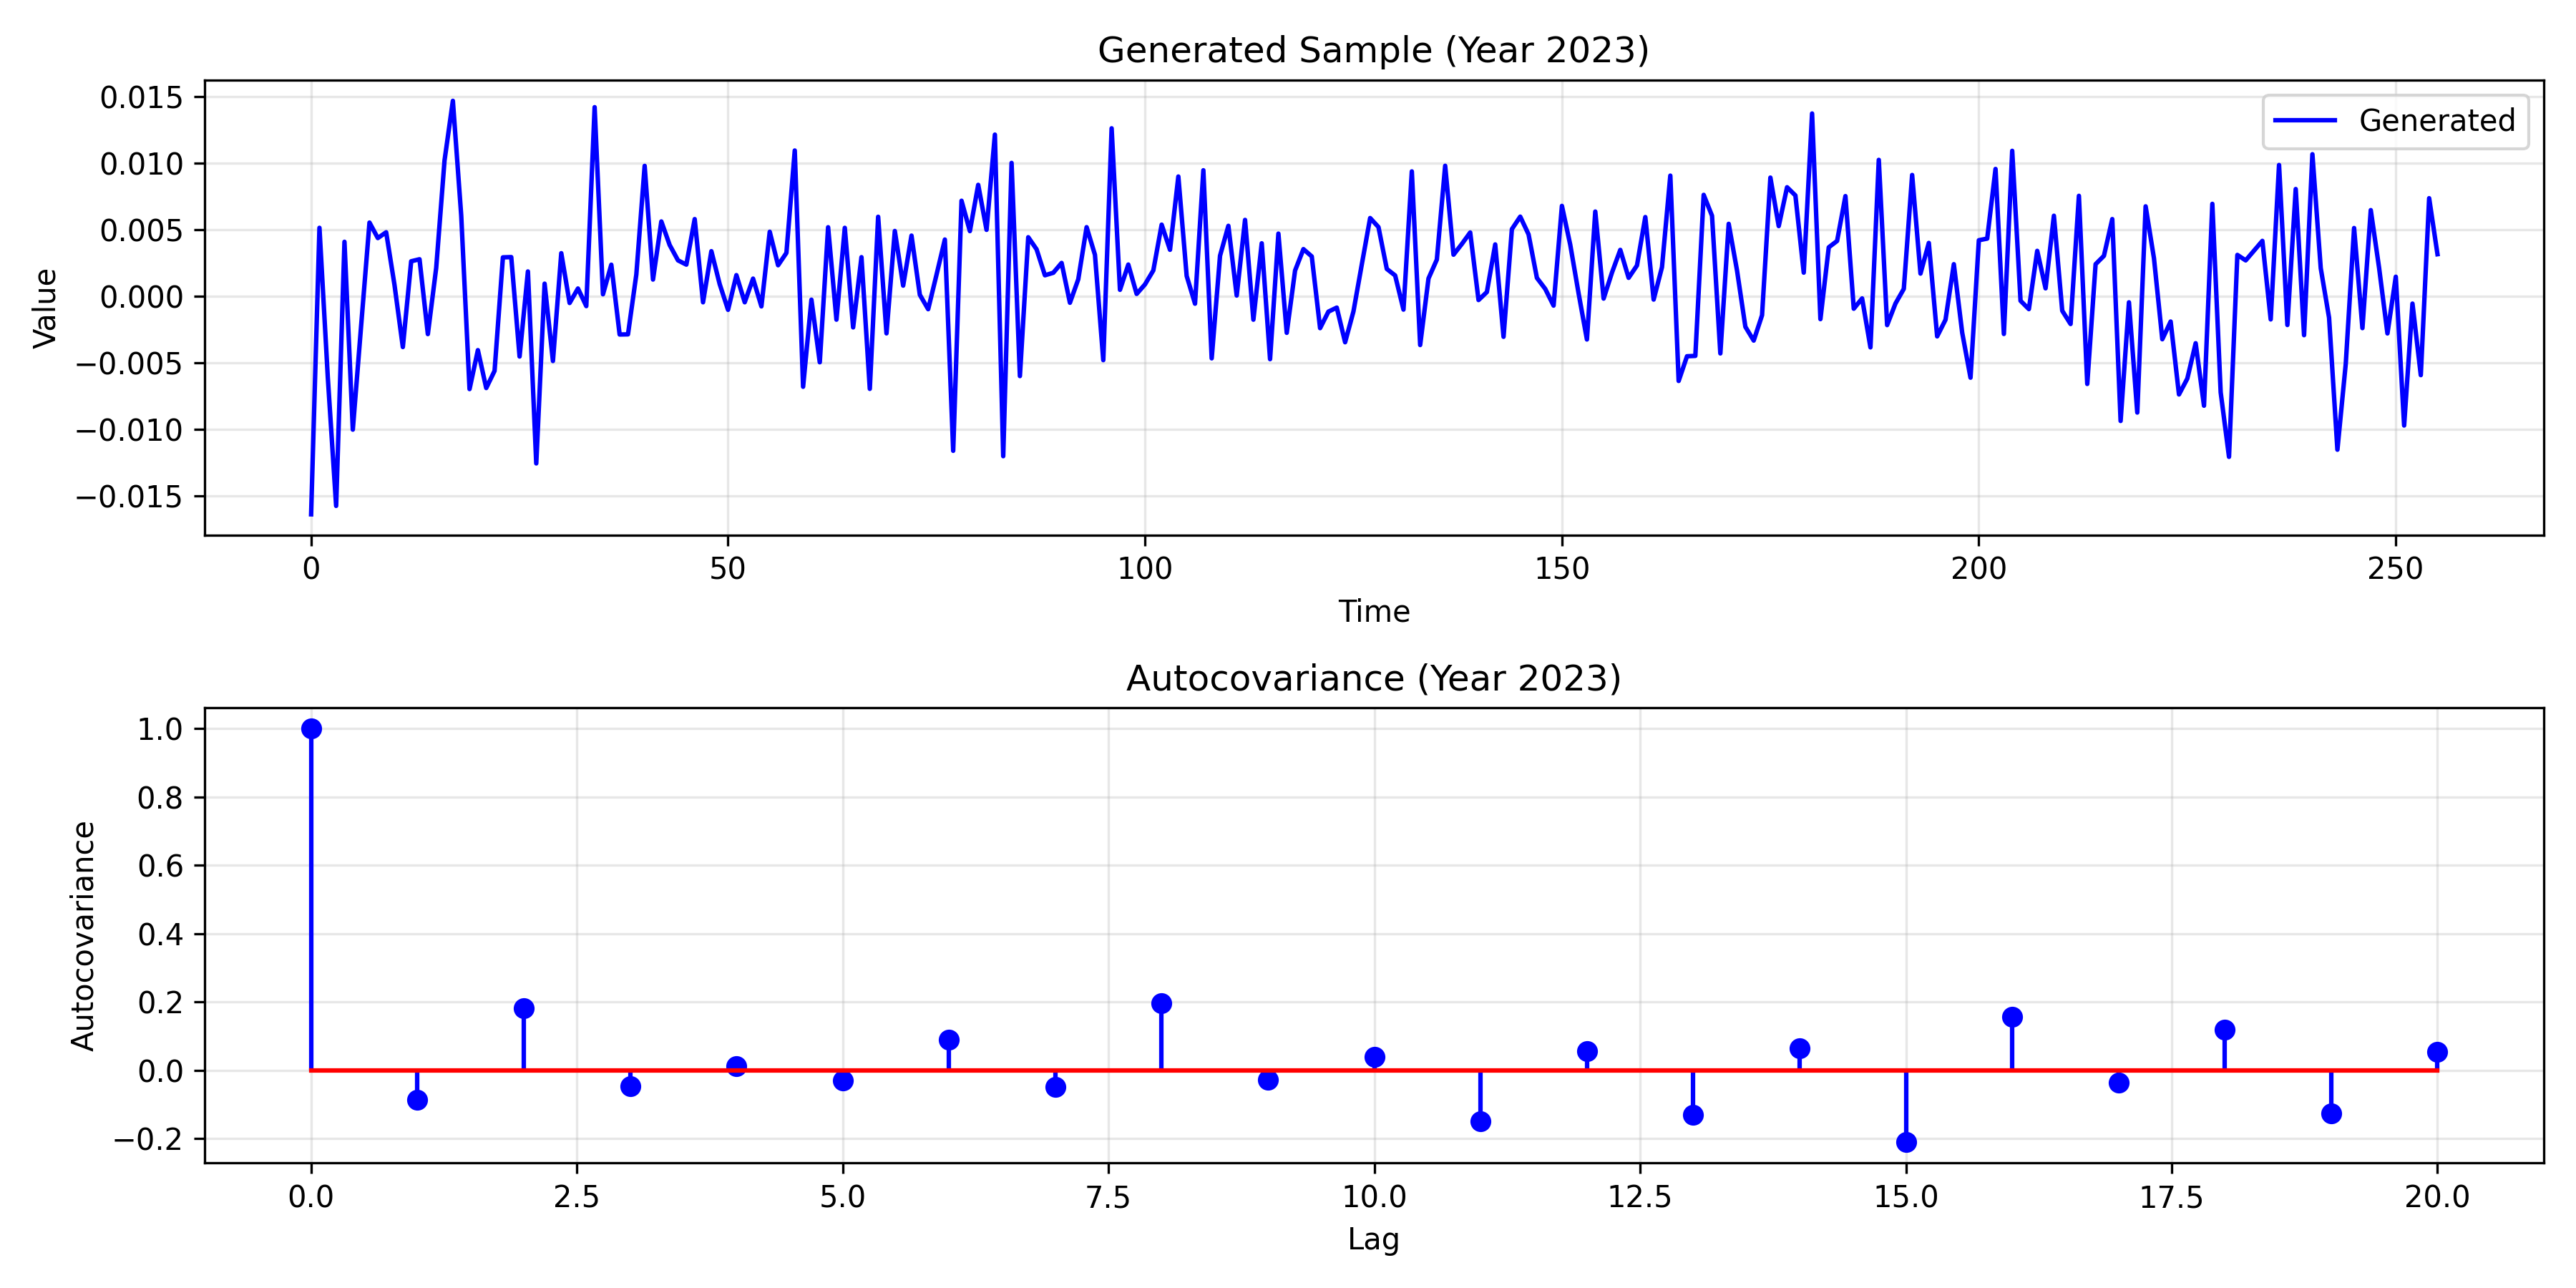 Generated Sample (Year 2023)
0.015
0.010
0.005
0.000
−0.005
−0.010
−0.015
Value
Generated
0 50 100 150 200 250
Time
Autocovariance (Year 2023)
1.0
0.8
0.6
0.4
0.2
0.0
−0.2
Autocovariance
0.0 2.5 5.0 7.5 10.0 12.5 15.0 17.5 20.0
Lag